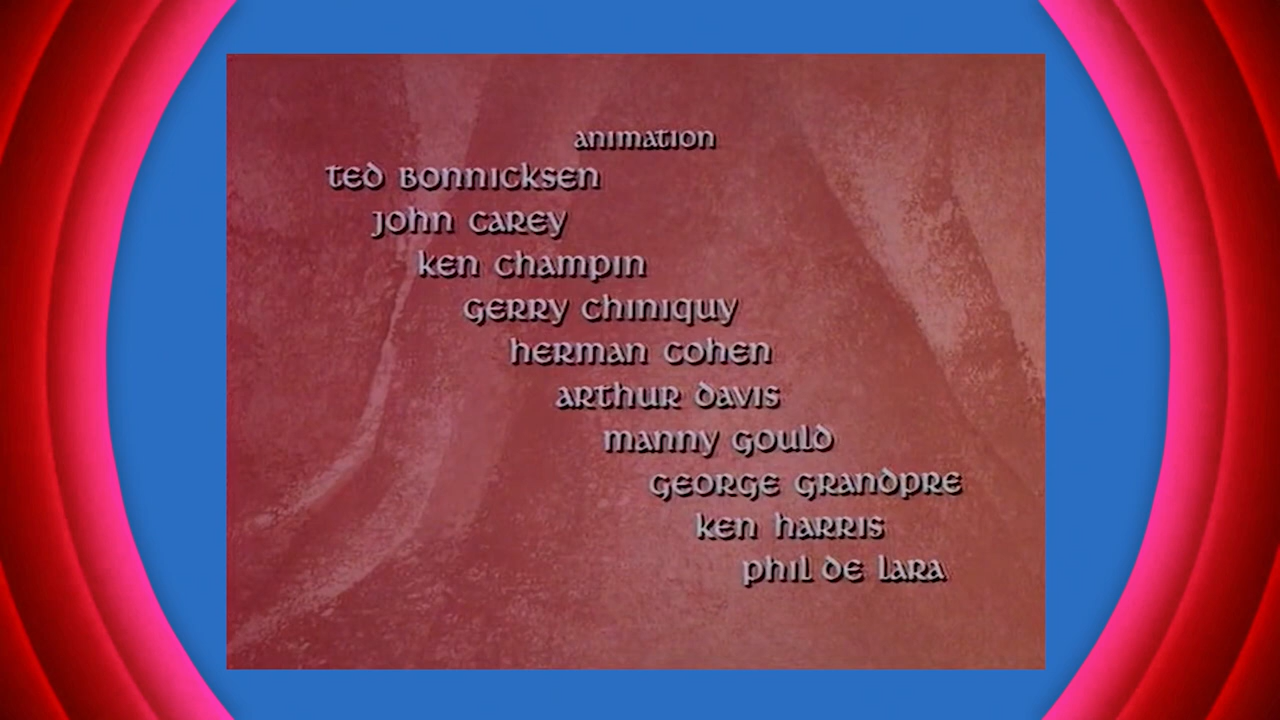 animation
Ted Bonnicksen
John Carey
Ken Champin
Gerry Chiniquy
Herman Cohen
Arthur Davis
Manny Gould
George Grandpre
Ken Harris
Phil De Lara